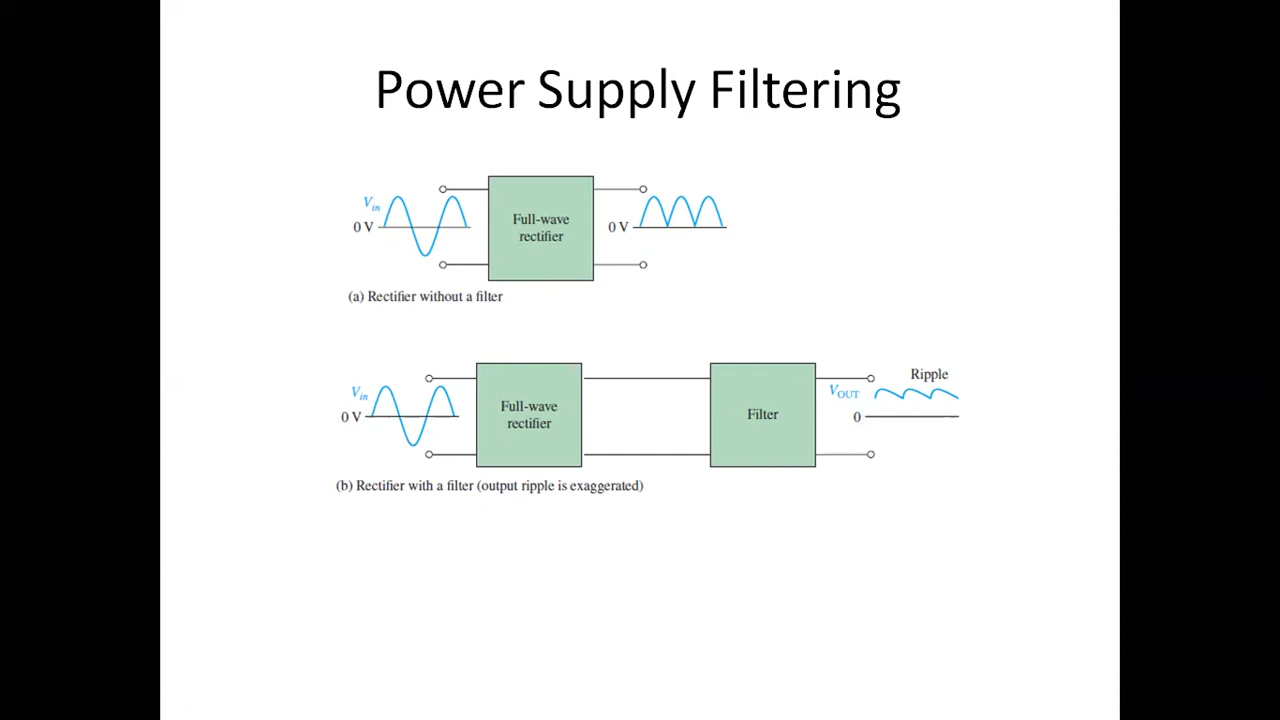 Power Supply Filtering
Vin
0 V
Full-wave
rectifier
0 V
(a) Rectifier without a filter
Vin
0 V
Full-wave
rectifier
Filter
VOUT
0
Ripple
(b) Rectifier with a filter (output ripple is exaggerated)